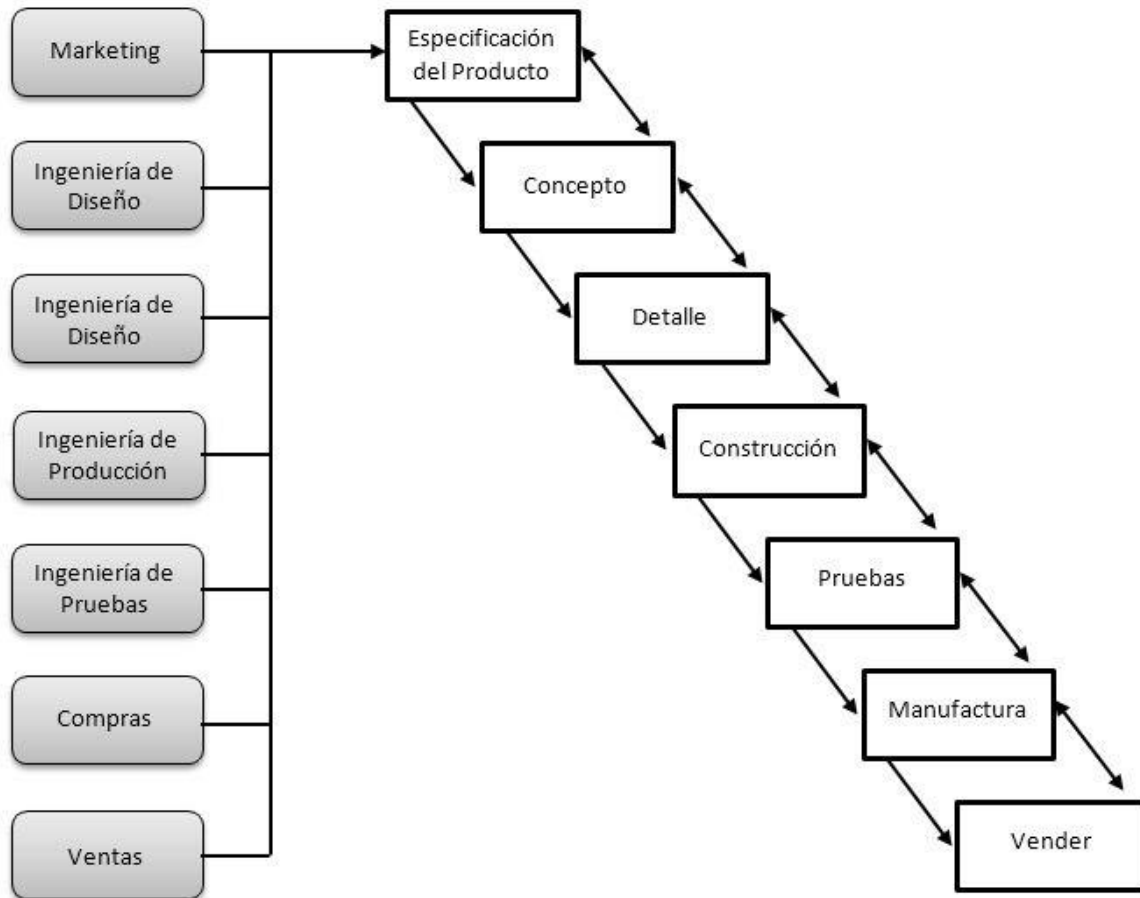 Marketing
Ingeniería de
Diseño
Ingeniería de
Diseño
Ingeniería de
Producción
Ingeniería de
Pruebas
Compras
Ventas
Especificación
del Producto
Concepto
Detalle
Construcción
Pruebas
Manufactura
Vender